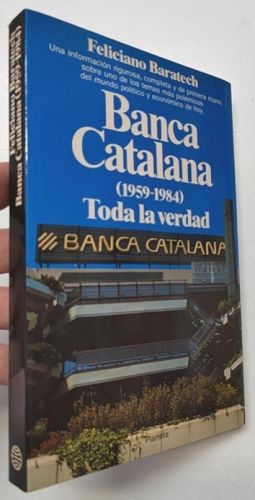 Feliciano Baratech
Una información rigurosa, completa y de primera mano,
sobre uno de los temas más polémicos
del mundo político y económico de hoy.
Banca
Catalana
(1959-1984)
Toda la verdad
BANCA CATALANA
Planeta
Feliciano Baratech
Banca Catalana (1959-1984)